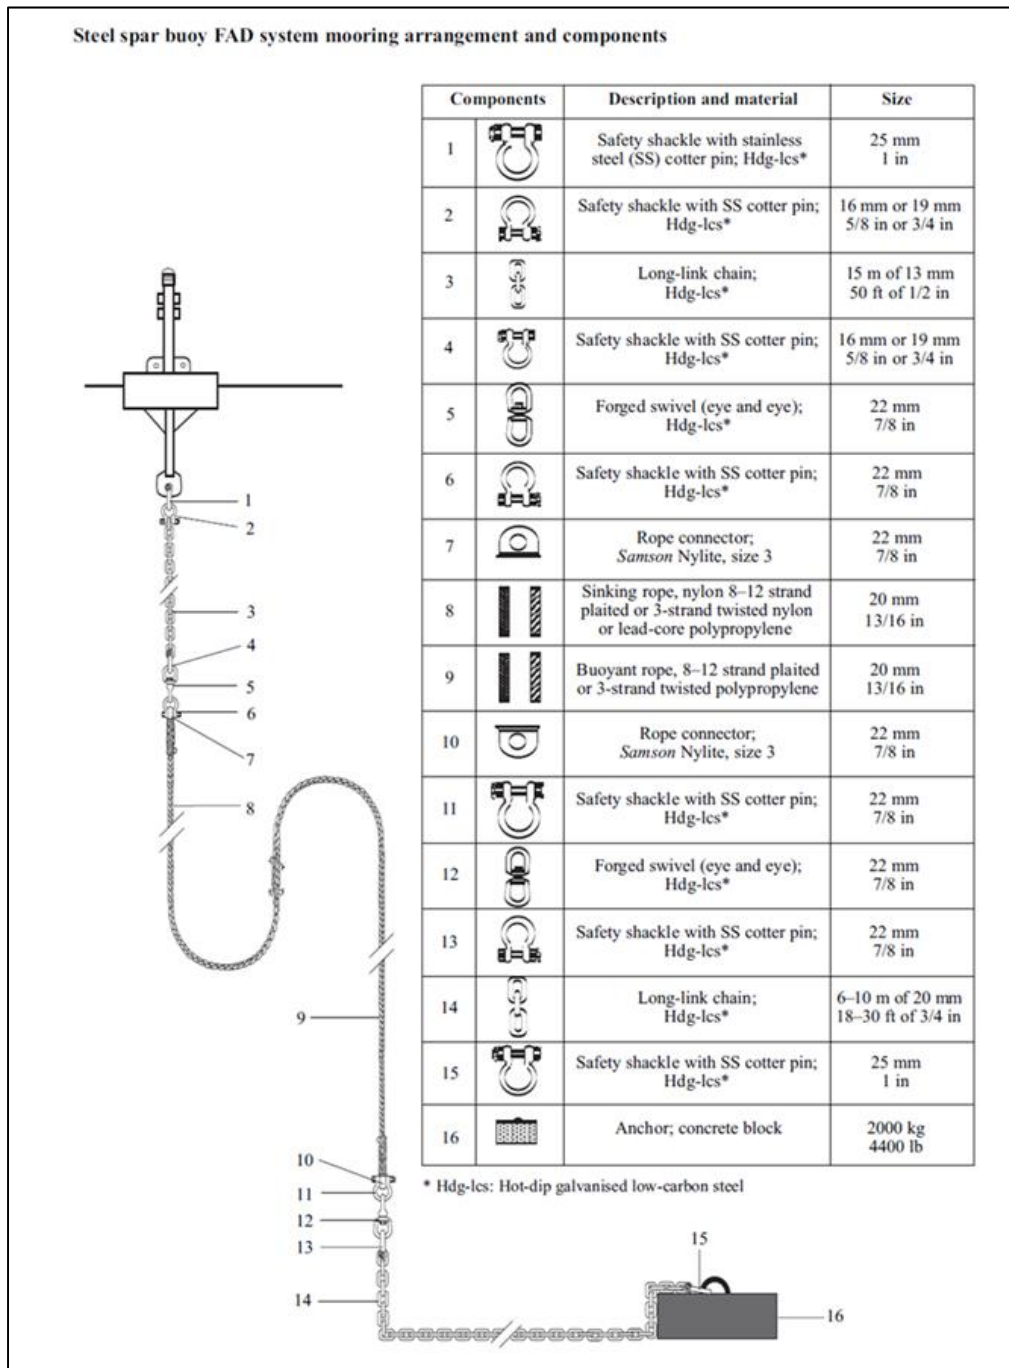 Steel spar buoy FAD system mooring arrangement and components
Components Description and material Size
1 Safety shackle with stainless 25 mm
steel (SS) cotter pin; Hdg-lcs* 1 in
2 Safety shackle with SS cotter pin; 16 mm or 19 mm
Hdg-lcs* 5/8 in or 3/4 in
3 Long-link chain; 15 m of 13 mm
Hdg-lcs* 50 ft of 1/2 in
4 Safety shackle with SS cotter pin; 16 mm or 19 mm
Hdg-lcs* 5/8 in or 3/4 in
5 Forged swivel (eye and eye); 22 mm
Hdg-lcs* 7/8 in
6 Safety shackle with SS cotter pin; 22 mm
Hdg-lcs* 7/8 in
7 Rope connector; 22 mm
Samson Nylite, size 3 7/8 in
8 Sinking rope, nylon 8–12 strand 20 mm
plaited or 3-strand twisted nylon 13/16 in
or lead-core polypropylene
9 Buoyant rope, 8–12 strand plaited 20 mm
or 3-strand twisted polypropylene 13/16 in
10 Rope connector; 22 mm
Samson Nylite, size 3 7/8 in
11 Safety shackle with SS cotter pin; 22 mm
Hdg-lcs* 7/8 in
12 Forged swivel (eye and eye); 22 mm
Hdg-lcs* 7/8 in
13 Safety shackle with SS cotter pin; 22 mm
Hdg-lcs* 7/8 in
14 Long-link chain; 6–10 m of 20 mm
Hdg-lcs* 18–30 ft of 3/4 in
15 Safety shackle with SS cotter pin; 25 mm
Hdg-lcs* 1 in
16 Anchor; concrete block 2000 kg
4400 lb
* Hdg-lcs: Hot-dip galvanised low-carbon steel
1
2
3
4
5
6
7
8
9
10
11
12
13
14
15
16